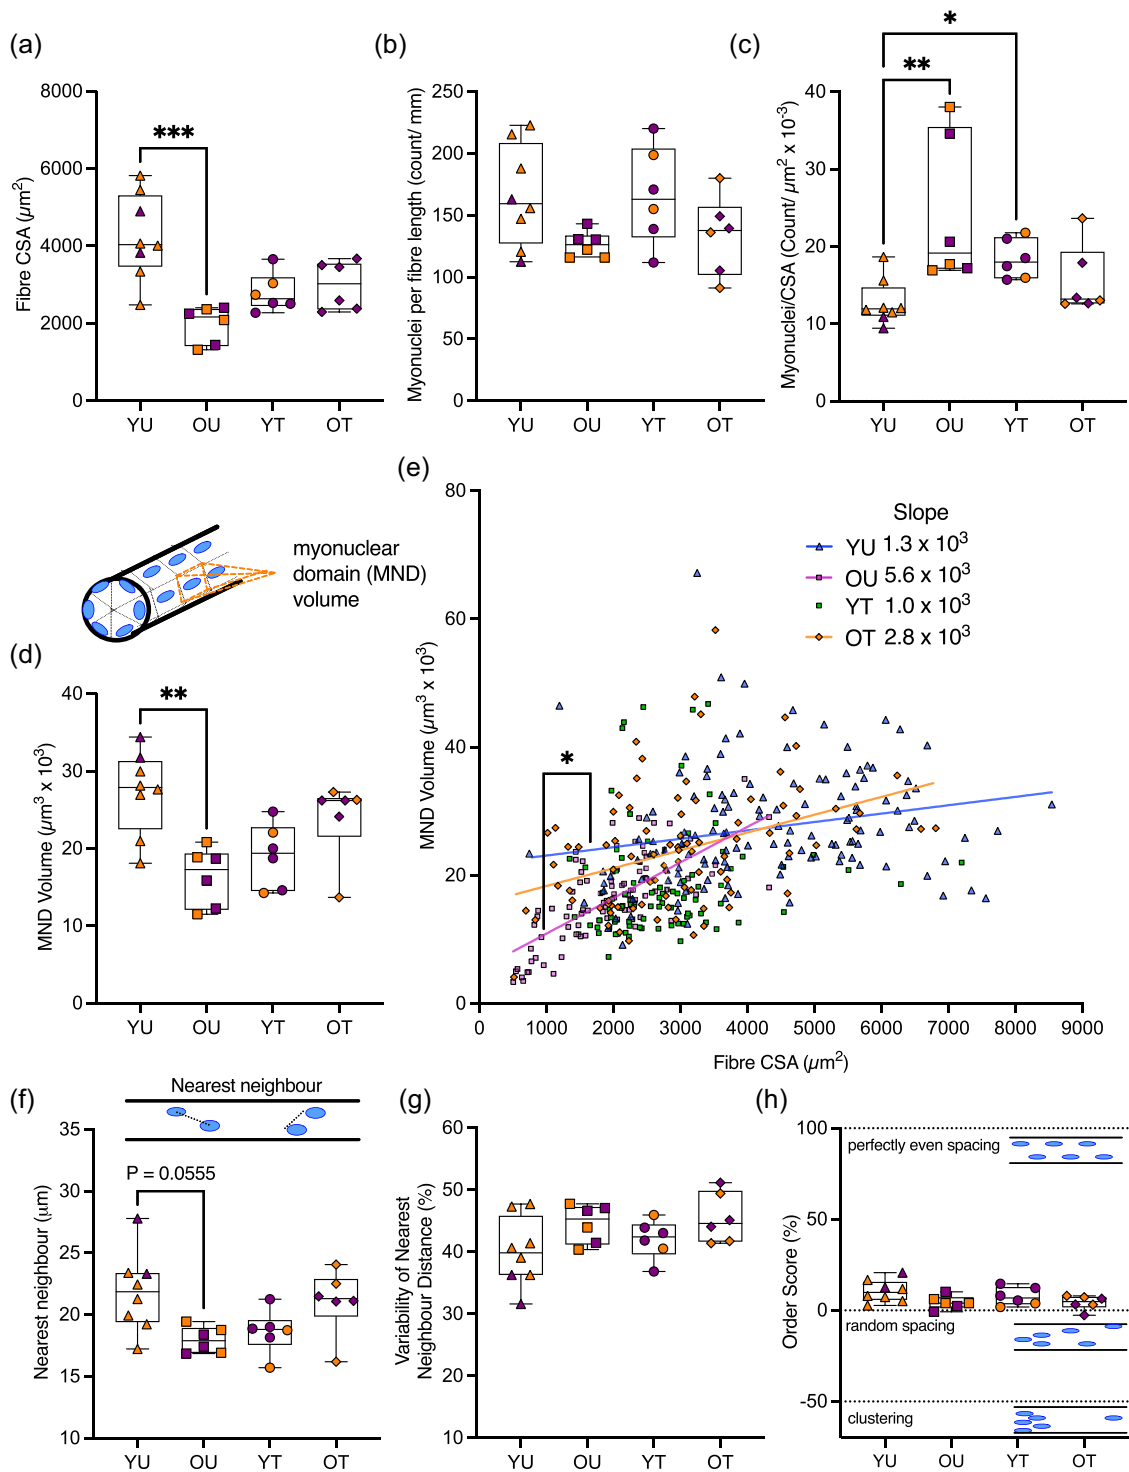 (a)
***
Fibre CSA (µm²)
8000
6000
4000
2000
0
YU OU YT OT
(b)
Myonuclei per fibre length (count/ mm)
250
200
150
100
50
0
YU OU YT OT
(c)
*
**
Myonuclei/CSA (Count/ µm² x 10⁻³)
40
30
20
10
0
YU OU YT OT
myonuclear
domain (MND)
volume
(d)
**
MND Volume (µm³ x 10³)
40
30
20
10
0
YU OU YT OT
(e)
MND Volume (µm³ x 10³)
80
60
40
20
0
*
Slope
YU 1.3 x 10³
OU 5.6 x 10³
YT 1.0 x 10³
OT 2.8 x 10³
0 1000 2000 3000 4000 5000 6000 7000 8000 9000
Fibre CSA (µm²)
(f)
Nearest neighbour
P = 0.0555
Nearest neighbour (µm)
35
30
25
20
15
10
YU OU YT OT
(g)
Variability of Nearest
Neighbour Distance (%)
60
50
40
30
20
10
YU OU YT OT
(h)
Order Score (%)
100
50
0
-50
perfectly even spacing
random spacing
clustering
YU OU YT OT